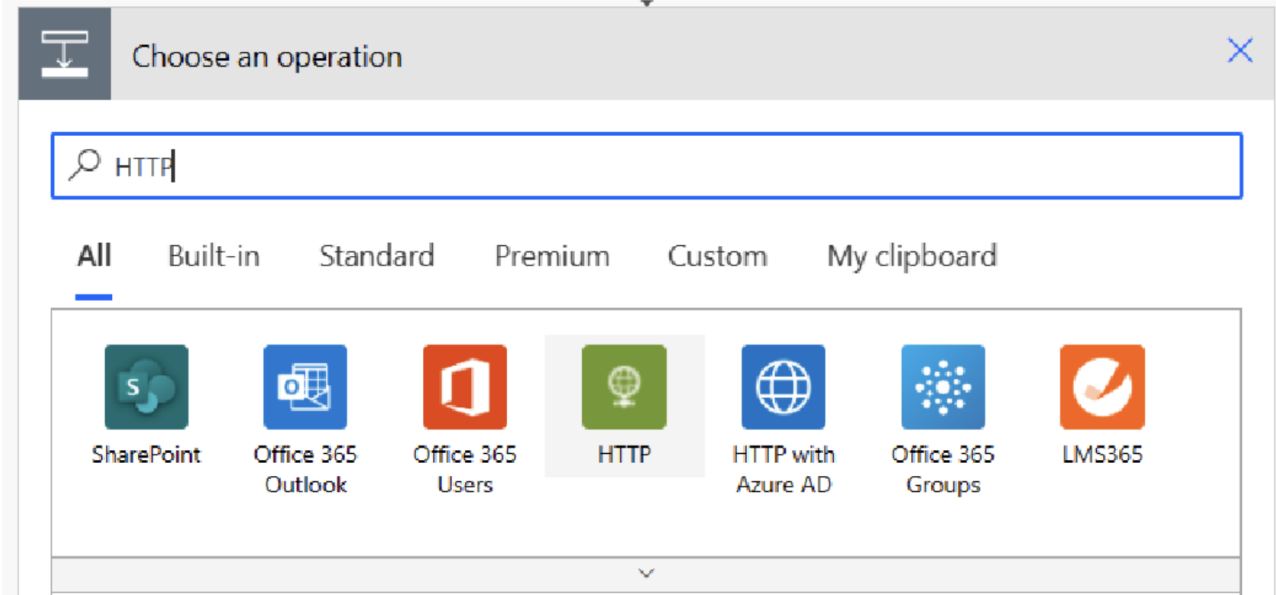 Choose an operation
HTTP
All Built-in Standard Premium Custom My clipboard
S
SharePoint
Office 365
Outlook
Office 365
Users
HTTP
HTTP with
Azure AD
Office 365
Groups
LMS365